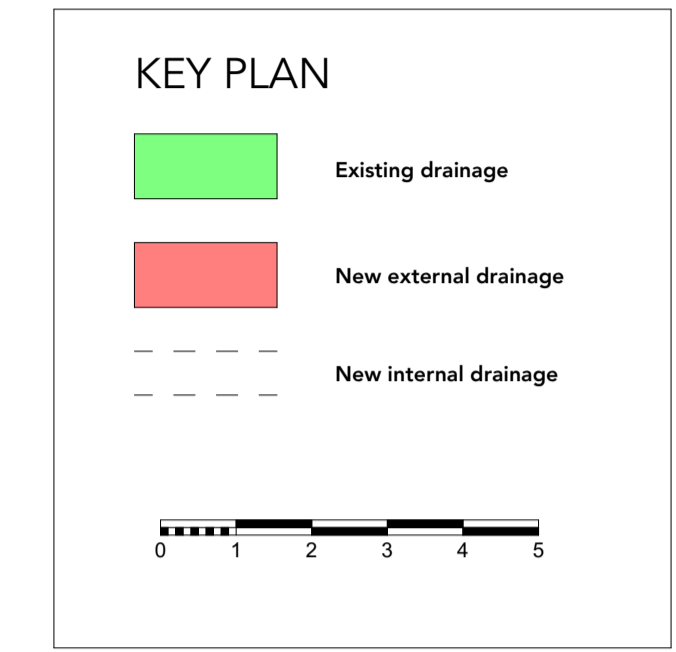 KEY PLAN
Existing drainage
New external drainage
New internal drainage
0 1 2 3 4 5